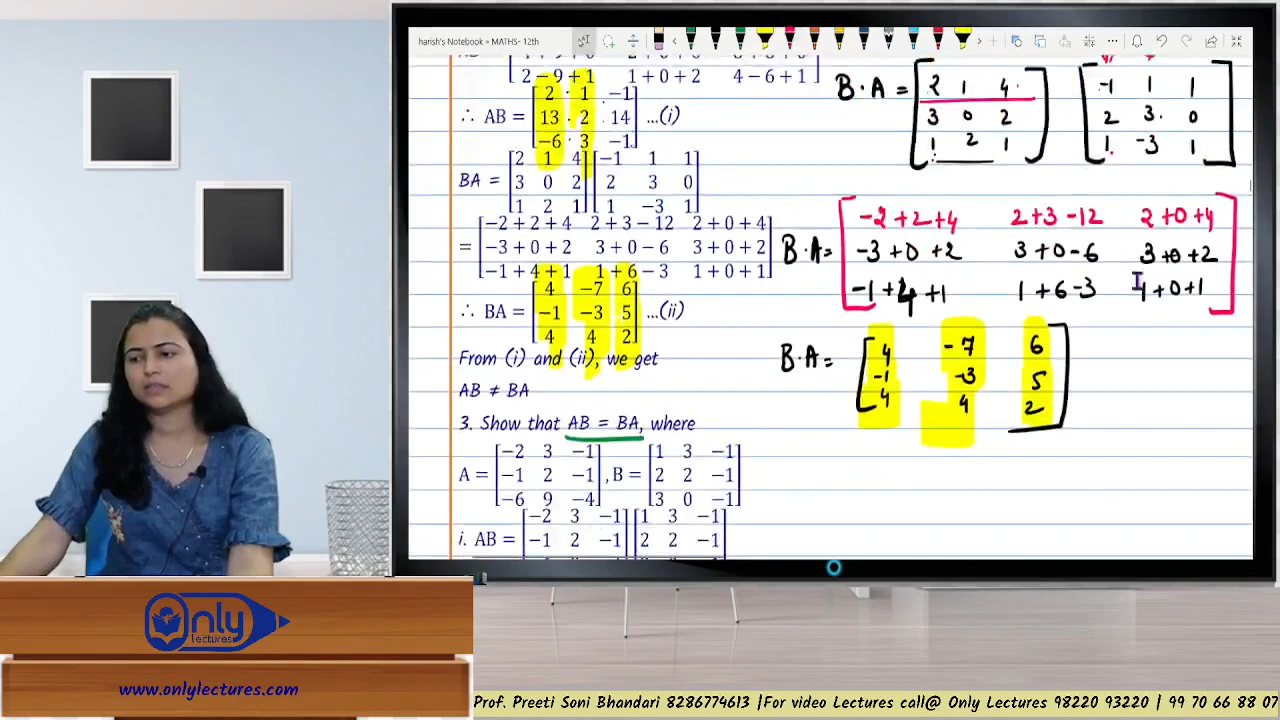 harish's Notebook » MATHS- 12th
2 − 9 + 1 1 + 0 + 2 4 − 6 + 1
2 1 −1
∴ AB = 13 2 14 ...(i)
−6 3 −1
2 1 4 −1 1 1
BA = 3 0 2 2 3 0
1 2 1 1 −3 1
−2 + 2 + 4 2 + 3 − 12 2 + 0 + 4
= −3 + 0 + 2 3 + 0 − 6 3 + 0 + 2
−1 + 4 + 1 1 + 6 − 3 1 + 0 + 1
4 −7 6
∴ BA = −1 −3 5 ...(ii)
4 4 2
From (i) and (ii), we get
AB ≠ BA
3. Show that AB = BA, where
−2 3 −1 1 3 −1
A = −1 2 −1 , B = 2 2 −1
−6 9 −4 3 0 −1
−2 3 −1 1 3 −1
i. AB = −1 2 −1 2 2 −1
B·A = 2 1 4 -1 1 1
3 0 2 2 3 0
1 2 1 1 -3 1
-2+2+4 2+3-12 2+0+4
B·A= -3+0+2 3+0-6 3+0+2
-1+4+1 1+6-3 1+0+1
4 -7 6
B·A= -1 -3 5
4 4 2
Only
lectures
www.onlylectures.com
Prof. Preeti Soni Bhandari 8286774613 |For video Lectures call@ Only Lectures 98220 93220 | 99 70 66 88 07